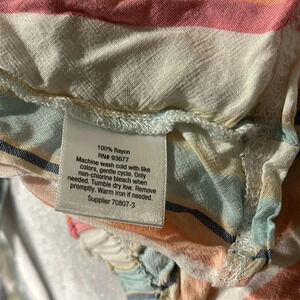 100% Rayon
RN# 93677
Machine wash cold with like
colors, gentle cycle. Only
non-chlorine bleach when
needed. Tumble dry low. Remove
promptly. Warm iron if needed.
Supplier 70807-3